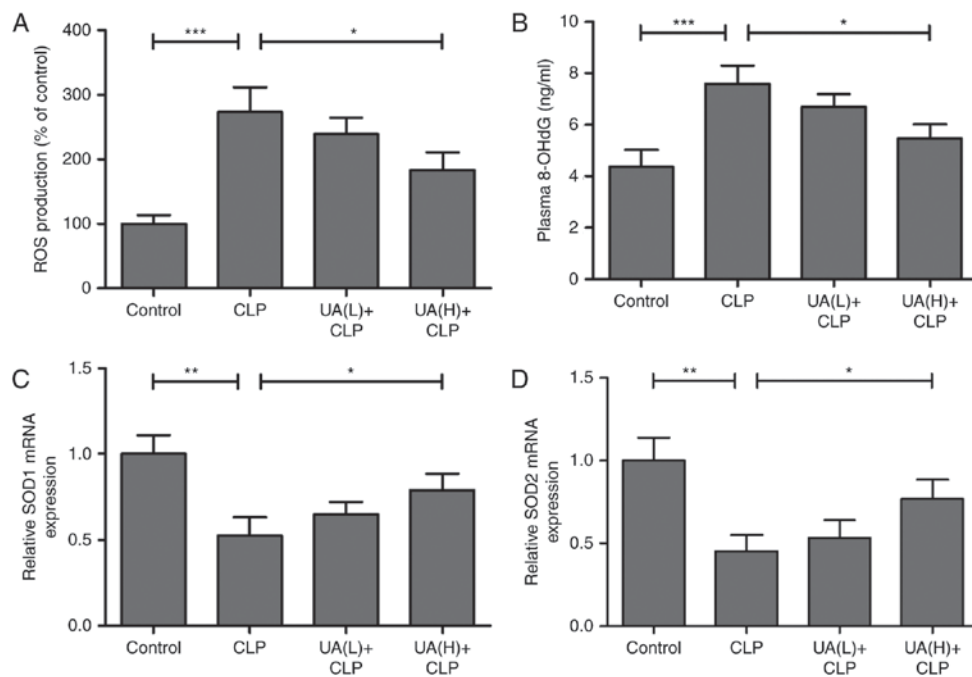 A
ROS production (% of control)
400
300
200
100
0
***
*
Control
CLP
UA(L)+
CLP
UA(H)+
CLP
B
Plasma 8-OHdG (ng/ml)
10
8
6
4
2
0
***
*
Control
CLP
UA(L)+
CLP
UA(H)+
CLP
C
Relative SOD1 mRNA
expression
1.5
1.0
0.5
0.0
**
*
Control
CLP
UA(L)+
CLP
UA(H)+
CLP
D
Relative SOD2 mRNA
expression
1.5
1.0
0.5
0.0
**
*
Control
CLP
UA(L)+
CLP
UA(H)+
CLP